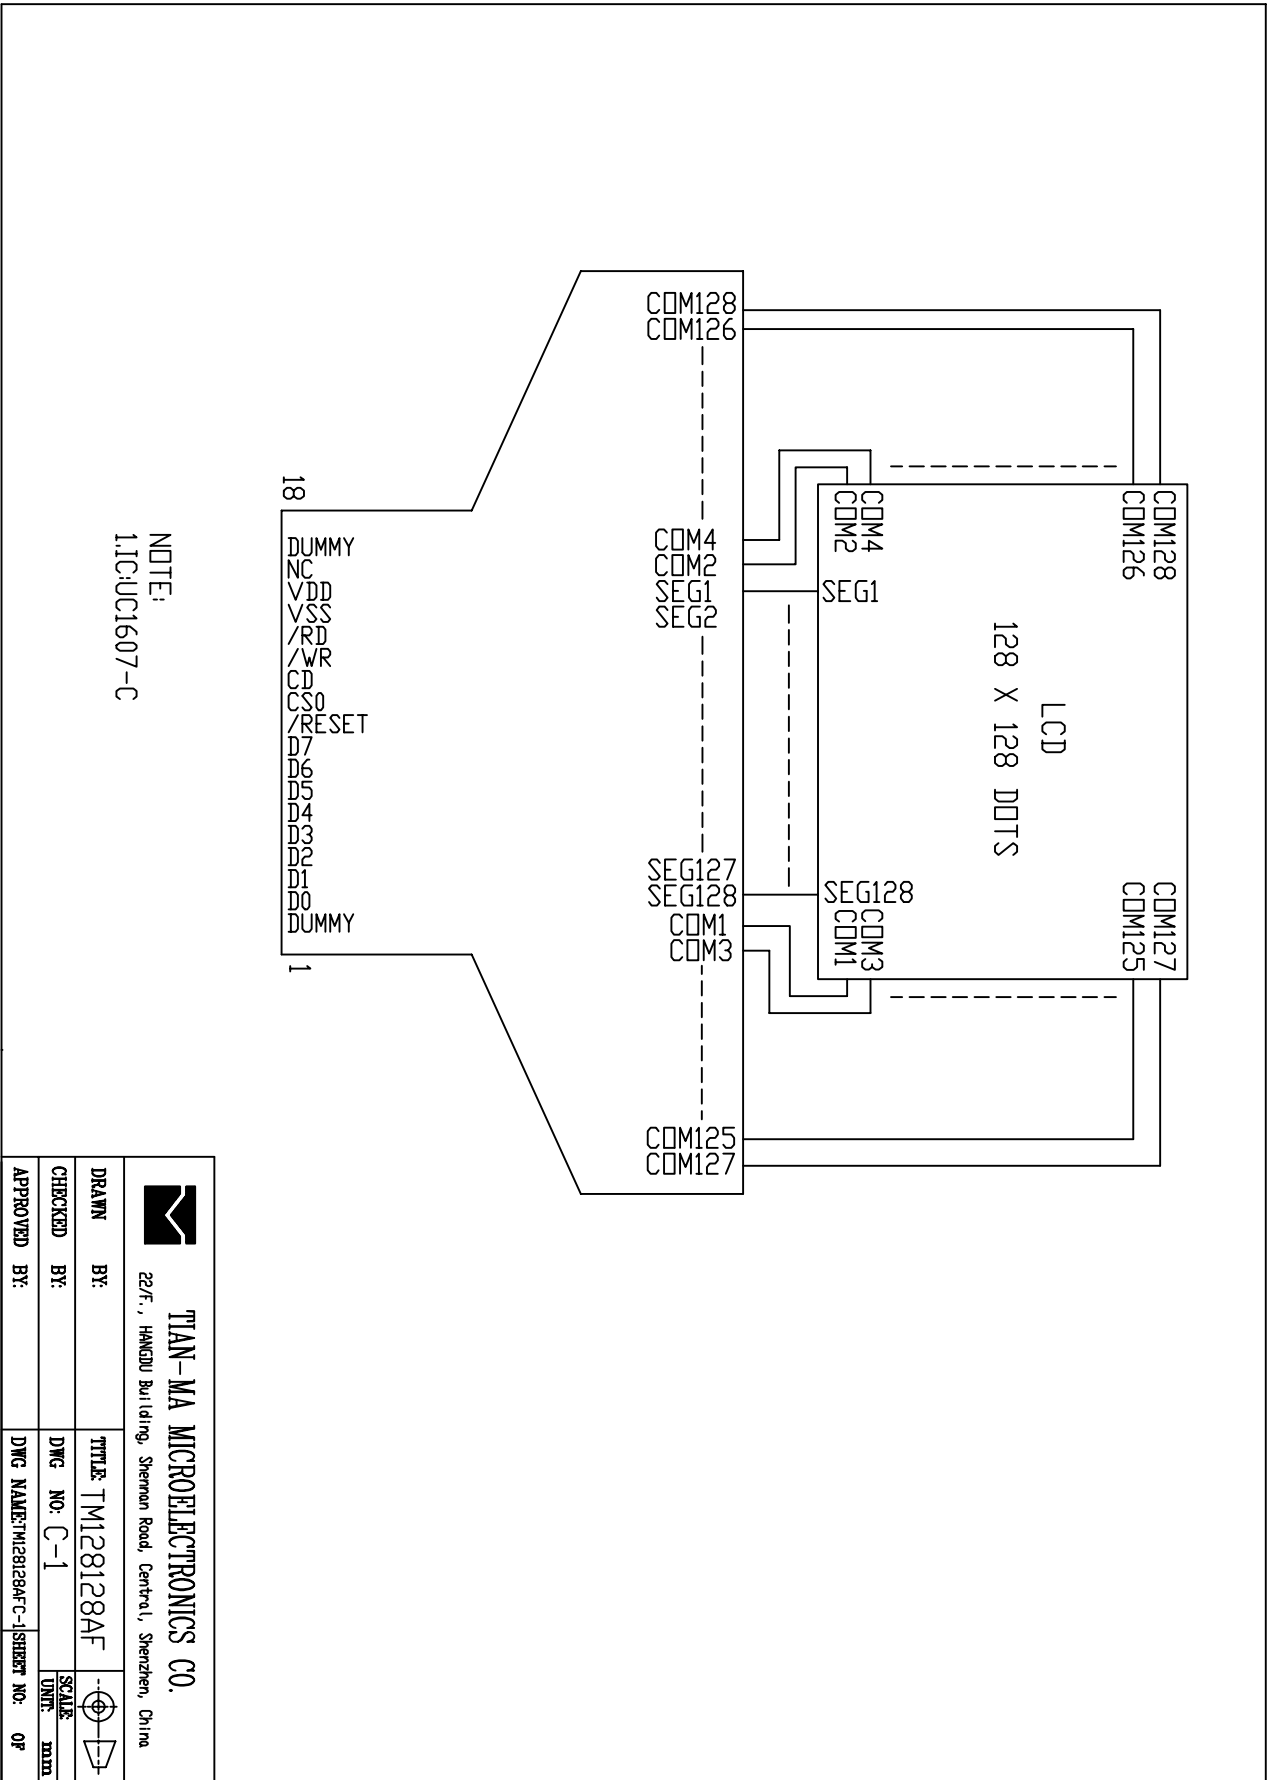 COM128
COM126
COM4
COM2
SEG1
SEG2
SEG127
SEG128
COM1
COM3
COM125
COM127
COM128
COM126
COM4
COM2
SEG1
LCD
128 X 128 DOTS
SEG128
COM3
COM1
COM127
COM125
18
DUMMY
NC
VDD
VSS
/RD
/WR
CD
CS0
/RESET
D7
D6
D5
D4
D3
D2
D1
D0
DUMMY
1
NOTE:
1.IC:UC1607-C
TIAN-MA MICROELECTRONICS CO.
22/F., HANGDU Building, Shennan Road, Central, Shenzhen, China
DRAWN BY:
TITLE: TM128128AF
CHECKED BY:
DWG NO: C-1
SCALE:
UNIT: mm
APPROVED BY:
DWG NAME:TM128128AFC-1
SHEET NO: OF